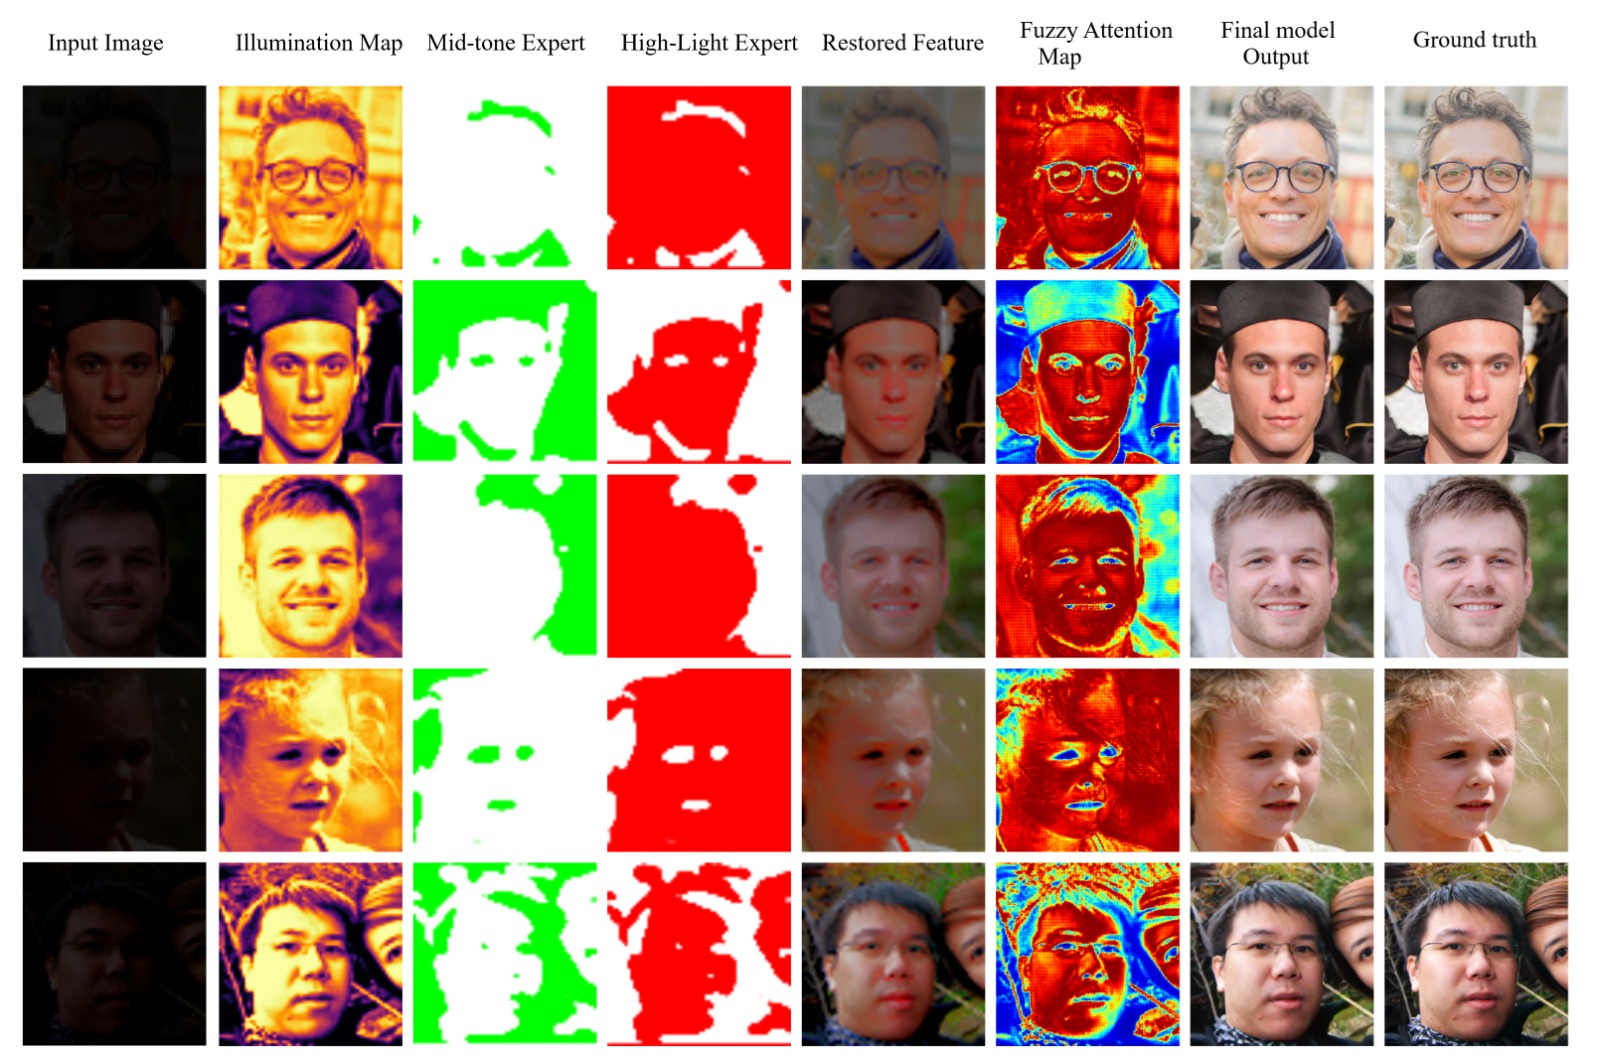 Input Image
Illumination Map
Mid-tone Expert
High-Light Expert
Restored Feature
Fuzzy Attention
Map
Final model
Output
Ground truth